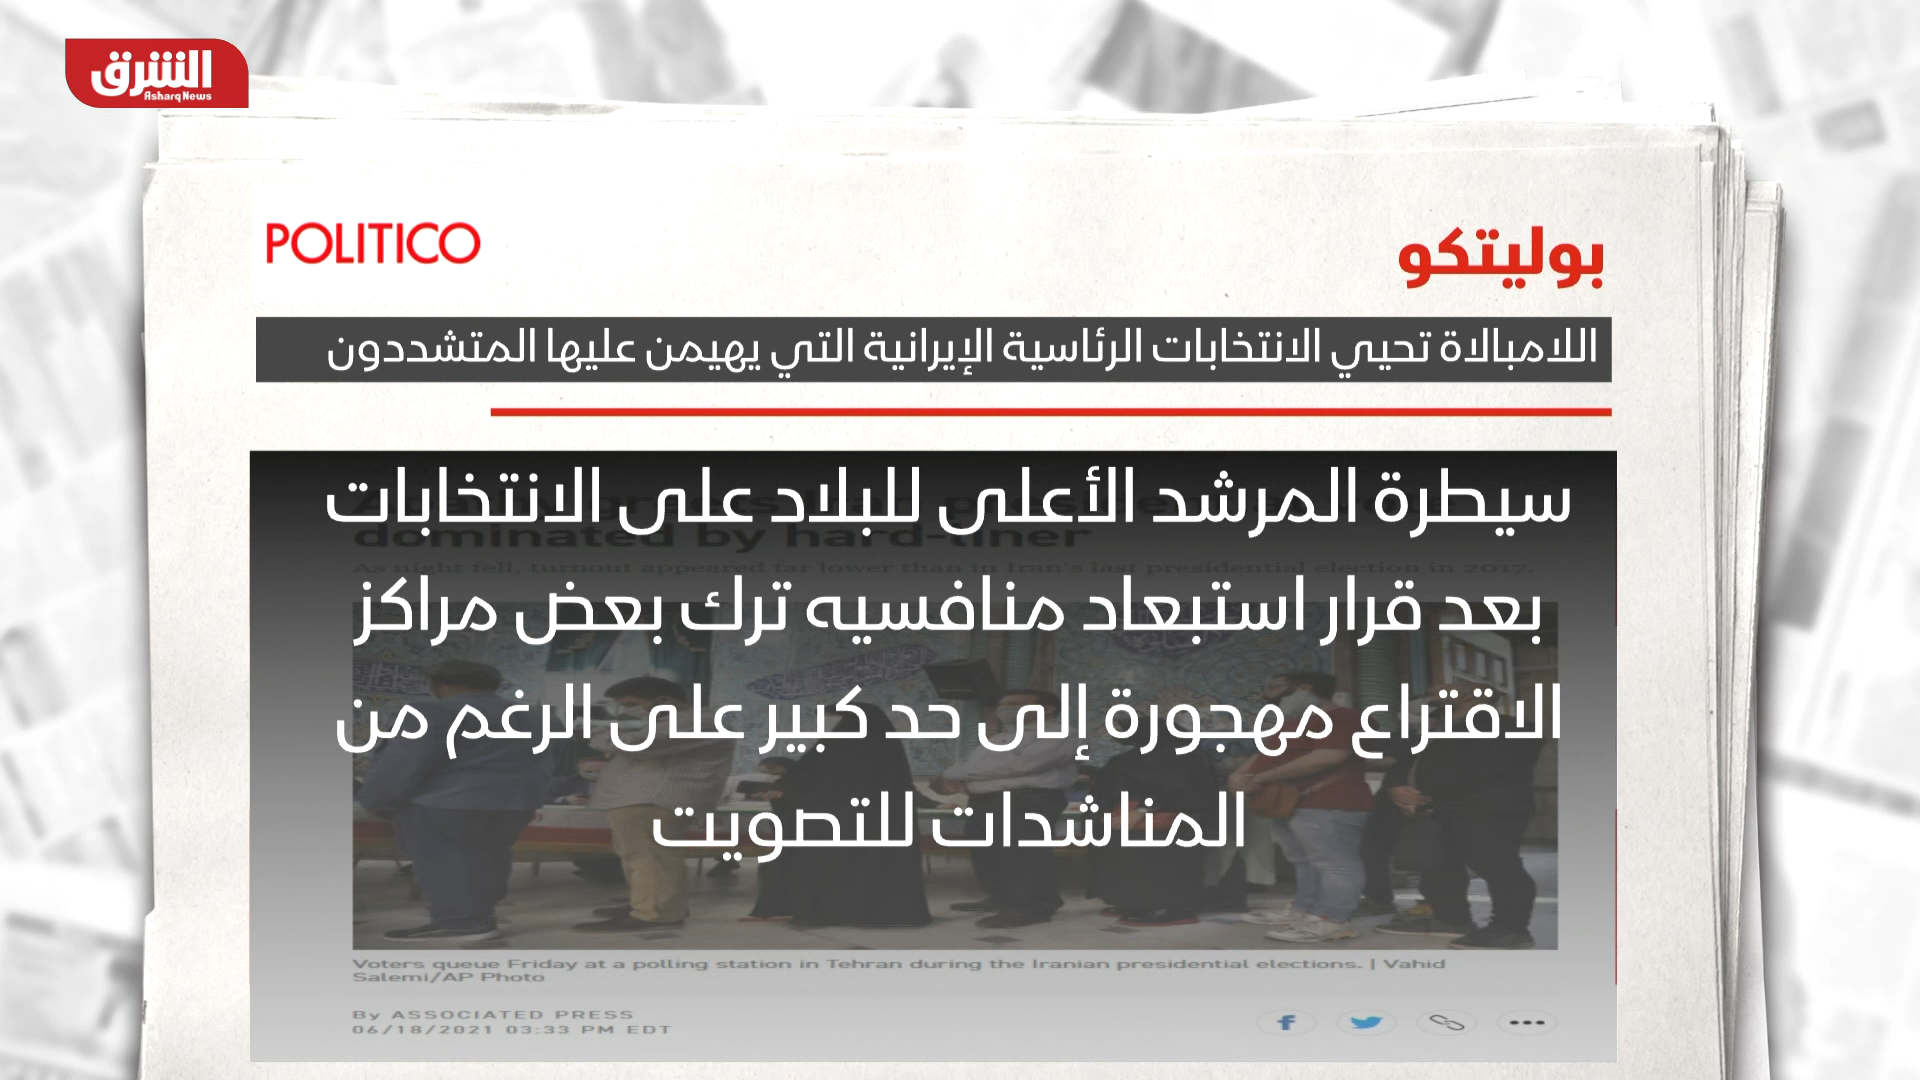 الشرق
Asharq News
POLITICO
بوليتكو
اللامبالاة تحيي الانتخابات الرئاسية الإيرانية التي يهيمن عليها المتشددون
سيطرة المرشد الأعلى للبلاد على الانتخابات
بعد قرار استبعاد منافسيه ترك بعض مراكز
الاقتراع مهجورة إلى حد كبير على الرغم من
المناشدات للتصويت
dominated by hard-liner
As night fell, turnout appeared far lower than in Iran's last presidential election in 2017.
Voters queue Friday at a polling station in Tehran during the Iranian presidential elections. | Vahid
Salemi/AP Photo
By ASSOCIATED PRESS
06/18/2021 03:33 PM EDT